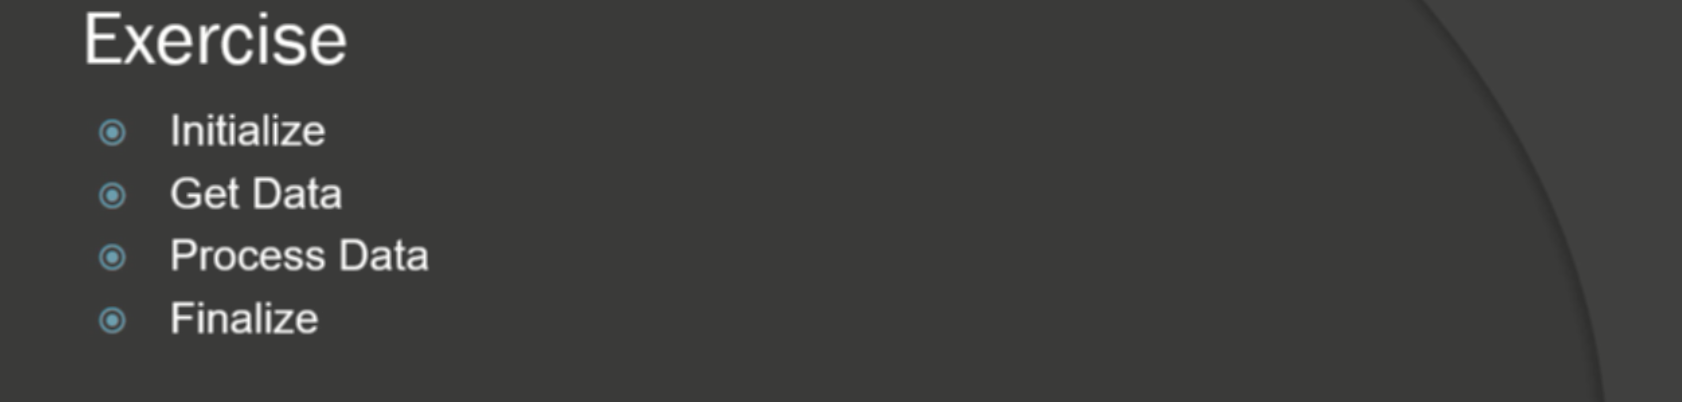 Exercise
Initialize
Get Data
Process Data
Finalize